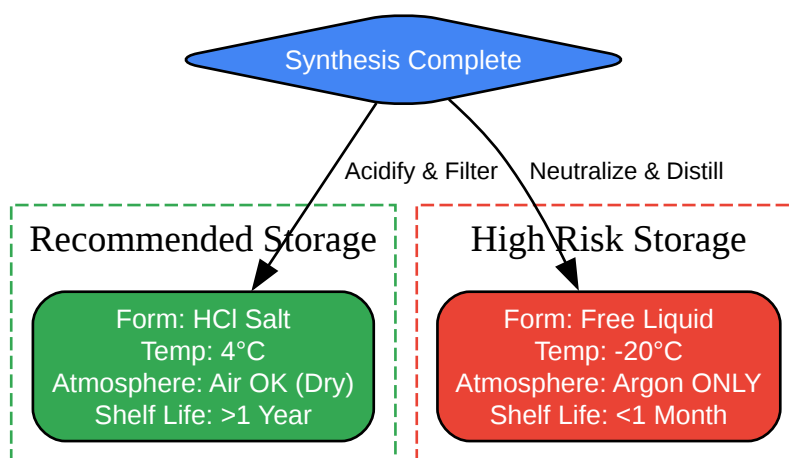 Synthesis Complete
Acidify & Filter
Neutralize & Distill
Recommended Storage
Form: HCl Salt
Temp: 4°C
Atmosphere: Air OK (Dry)
Shelf Life: >1 Year
High Risk Storage
Form: Free Liquid
Temp: -20°C
Atmosphere: Argon ONLY
Shelf Life: <1 Month